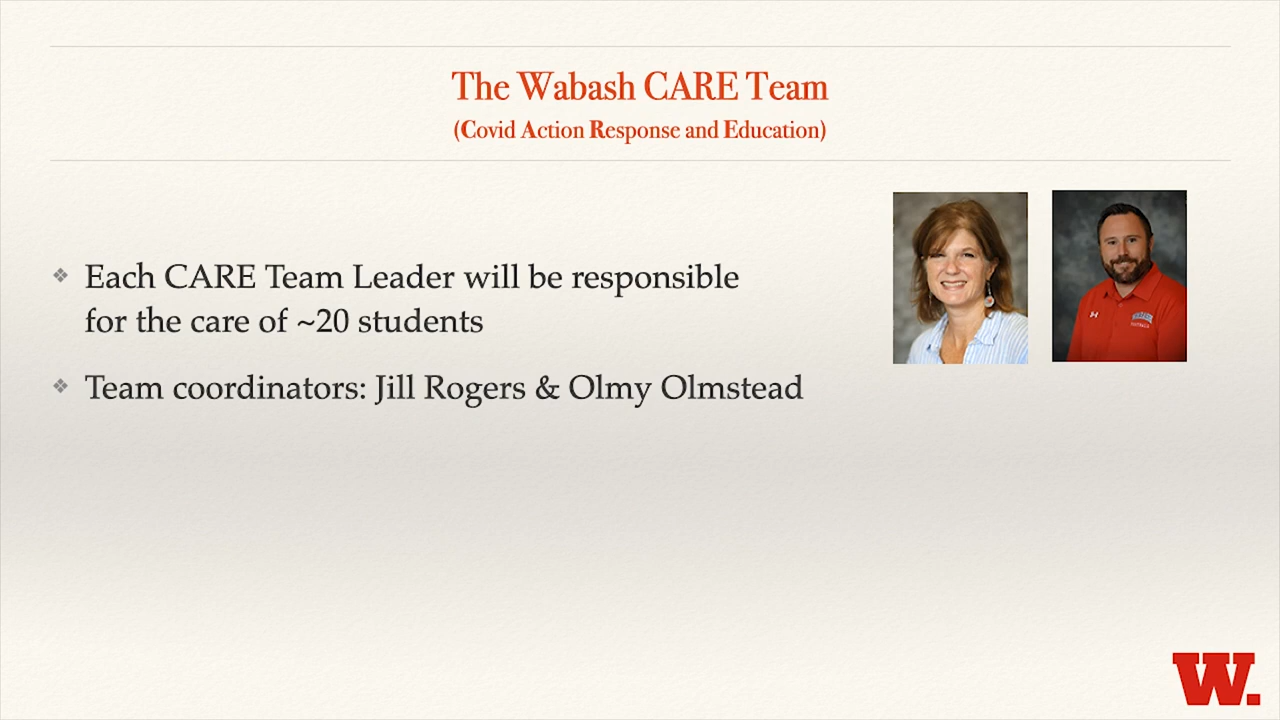 The Wabash CARE Team
(Covid Action Response and Education)
Each CARE Team Leader will be responsible
for the care of ~20 students
Team coordinators: Jill Rogers & Olmy Olmstead
W.